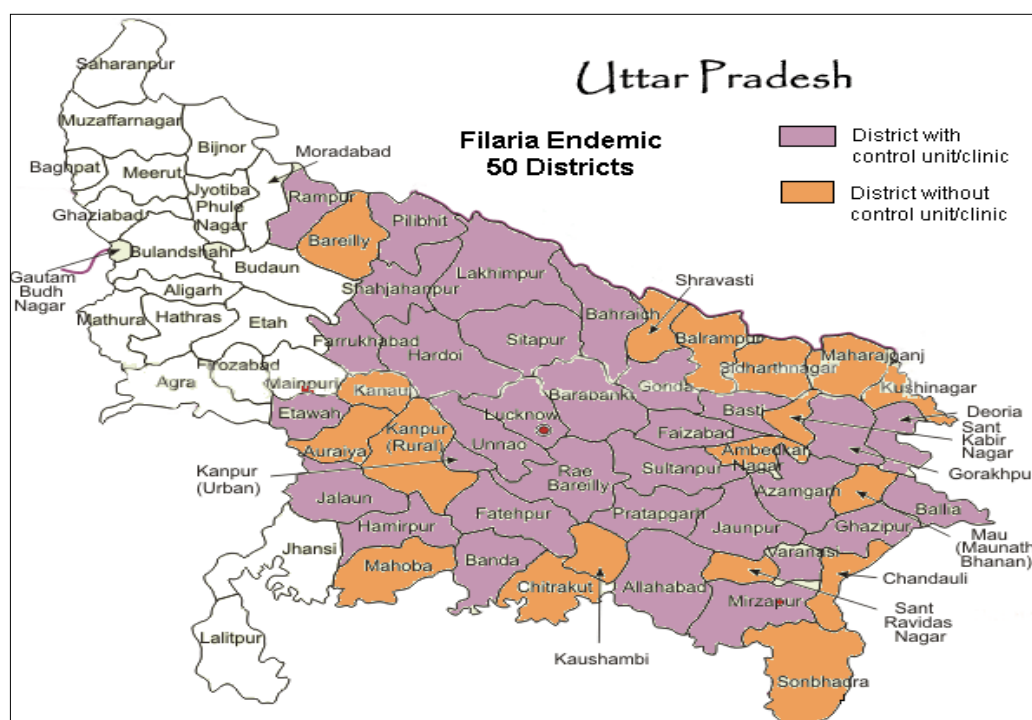 Uttar Pradesh
Filaria Endemic
50 Districts
District with
control unit/clinic
District without
control unit/clinic
Saharanpur
Muzaffarnagar
Bijnor
Moradabad
Baghpat
Meerut
Jyotiba
Phule
Nagar
Rampur
Ghaziabad
Bareilly
Pilibhit
Bulandshahr
Budaun
Gautam
Budh
Nagar
Lakhimpur
Shravasti
Aligarh
Shahjahanpur
Mathura
Hathras
Etah
Bahraich
Balrampur
Farrukhabad
Hardoi
Sitapur
Sidharthnagar
Maharajganj
Firozabad
Agra
Mainpuri
Kanauj
Gonda
Kushinagar
Barabanki
Etawah
Lucknow
Basti
Deoria
Sant
Kabir
Nagar
Auraiya
Kanpur
(Rural)
Unnao
Faizabad
Ambedkar
Nagar
Kanpur
(Urban)
Rae
Bareilly
Sultanpur
Gorakhpu
Jalaun
Azamgarh
Ballia
Fatehpur
Pratapgarh
Jaunpur
Ghazipur
Hamirpur
Mau
(Maunath
Bhanan)
Jhansi
Mahoba
Banda
Varanasi
Chitrakut
Allahabad
Chandauli
Mirzapur
Sant
Ravidas
Nagar
Lalitpur
Kaushambi
Sonbhadra